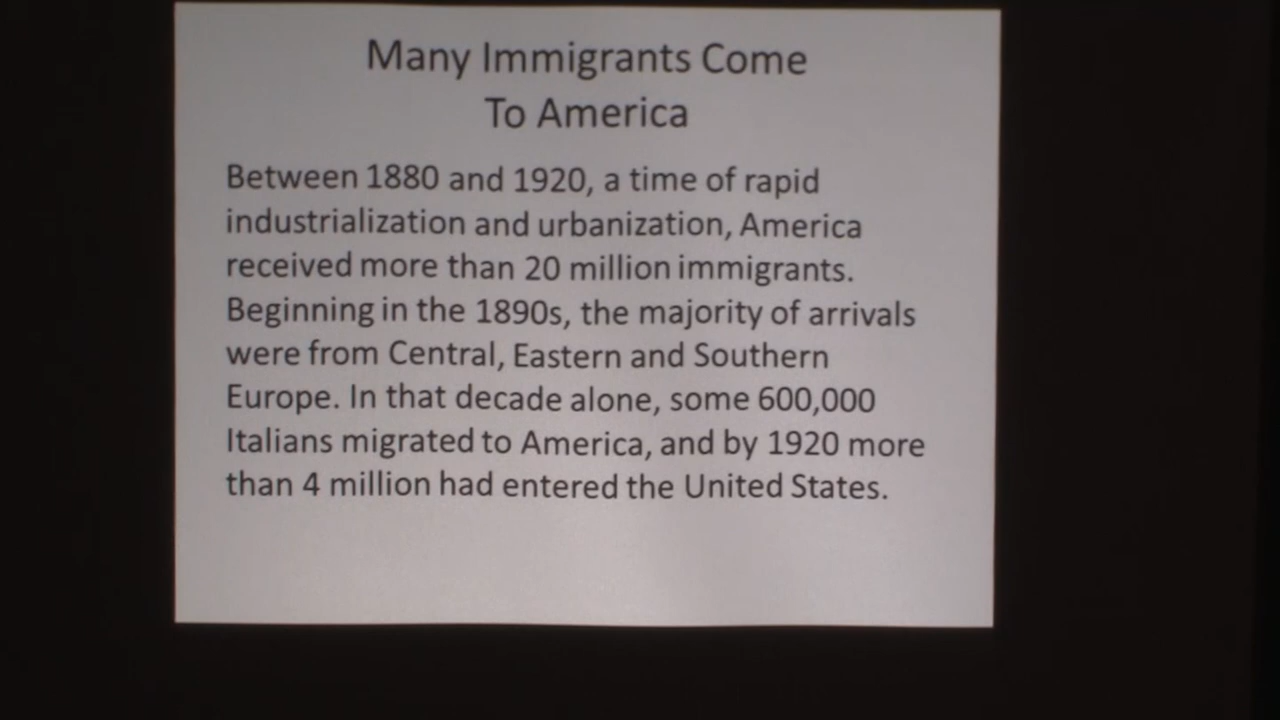 Many Immigrants Come
To America
Between 1880 and 1920, a time of rapid
industrialization and urbanization, America
received more than 20 million immigrants.
Beginning in the 1890s, the majority of arrivals
were from Central, Eastern and Southern
Europe. In that decade alone, some 600,000
Italians migrated to America, and by 1920 more
than 4 million had entered the United States.